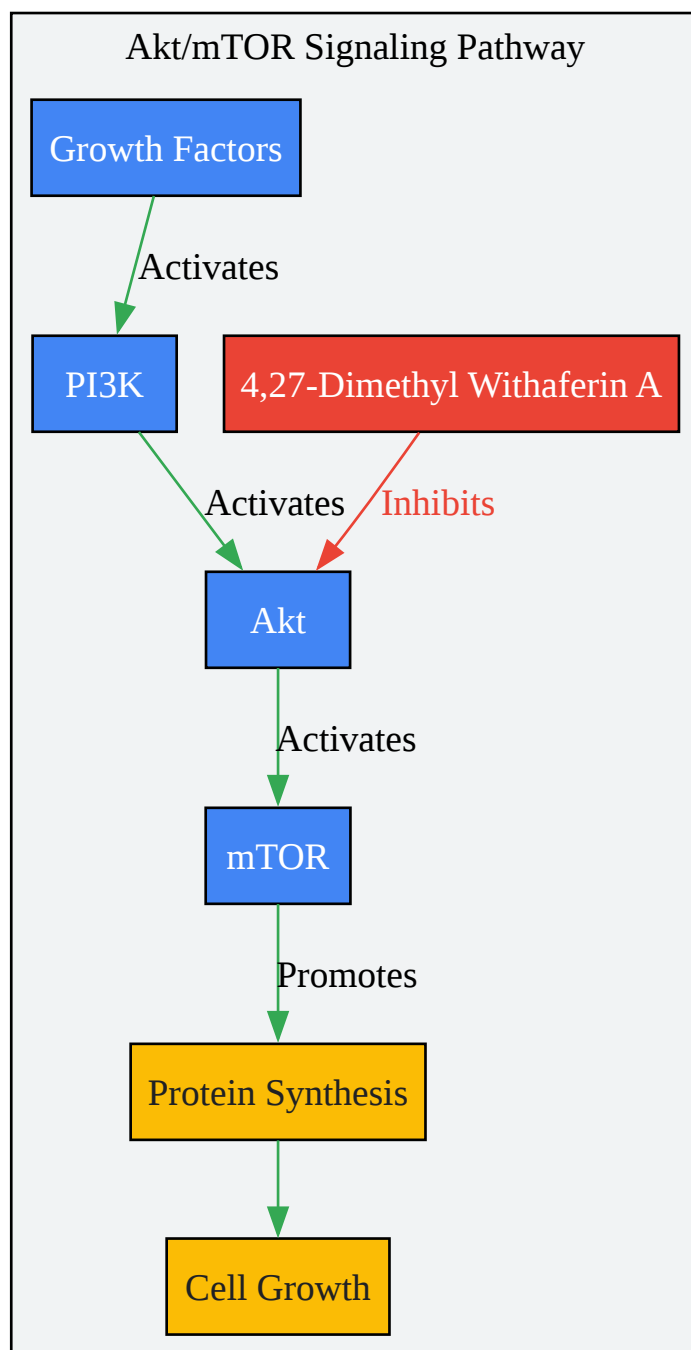 Akt/mTOR Signaling Pathway
Growth Factors
Activates
PI3K
4,27-Dimethyl Withaferin A
Activates
Inhibits
Akt
Activates
mTOR
Promotes
Protein Synthesis
Cell Growth